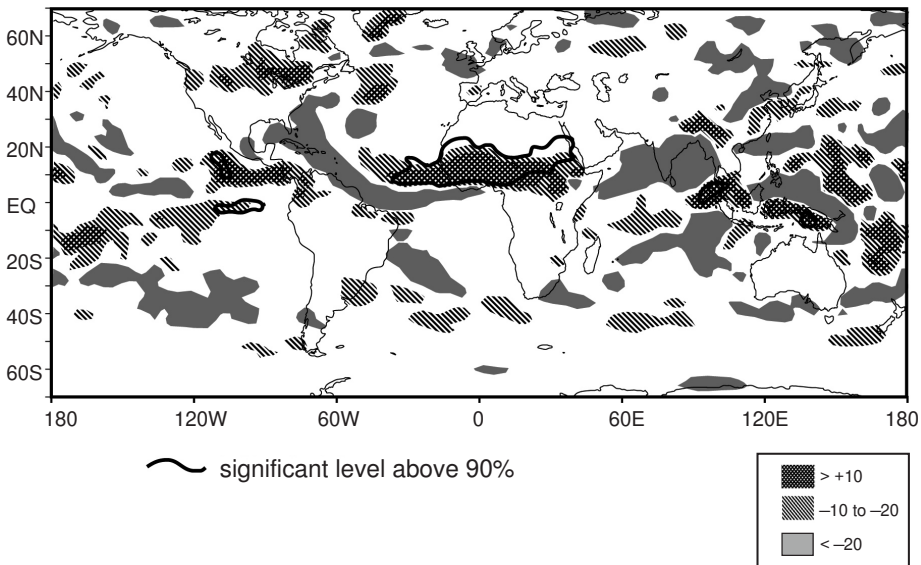 60N
40N
20N
EQ
20S
40S
60S
180 120W 60W 0 60E 120E 180
significant level above 90%
> +10
–10 to –20
< –20